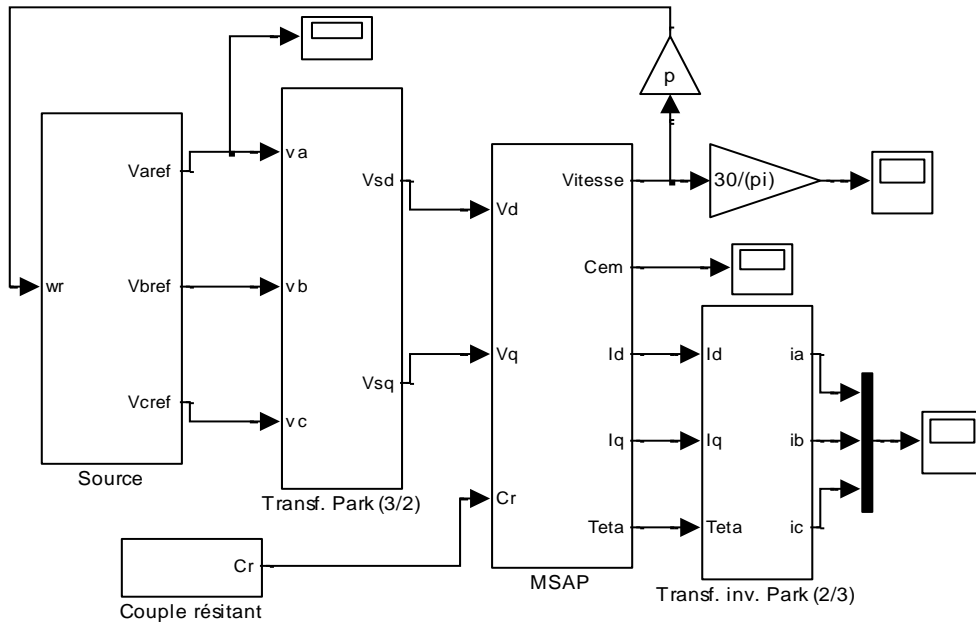 p
Vitesse
30/(pi)
Varef
va
Vsd
Vd
Cem
wr
Vbref
vb
Vq
Id
Id
ia
Vcref
vc
Vsq
Iq
Iq
ib
Source
Transf. Park (3/2)
Cr
Teta
Teta
ic
Cr
MSAP
Transf. inv. Park (2/3)
Couple résitant